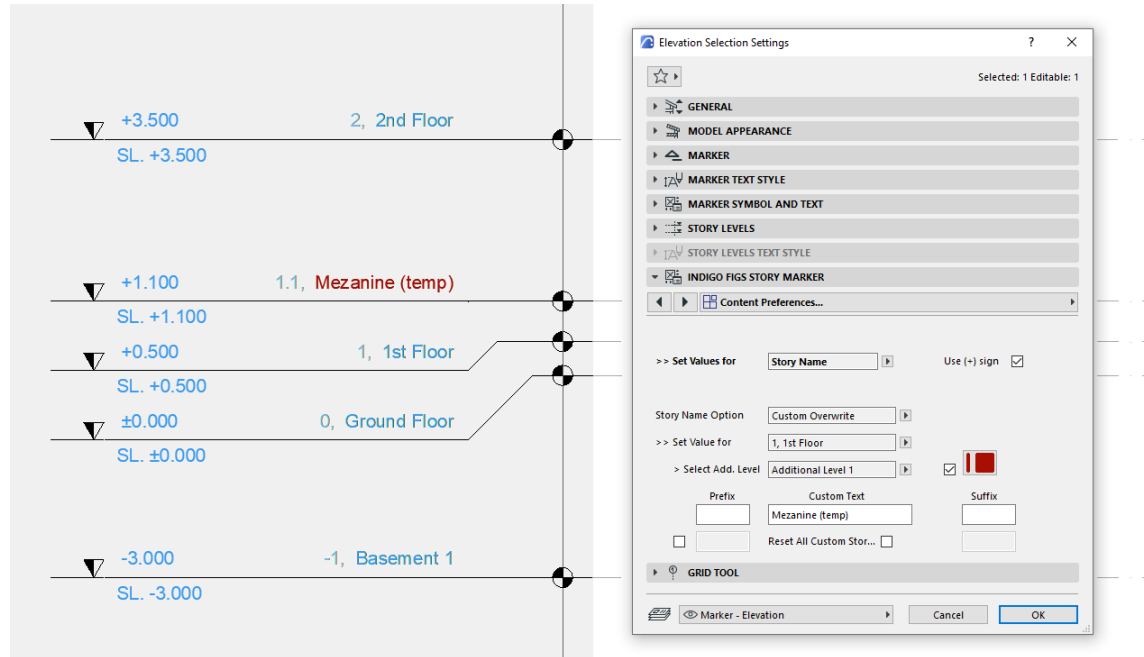 +3.500 2, 2nd Floor
SL. +3.500
+1.100 1.1, Mezanine (temp)
SL. +1.100
+0.500 1, 1st Floor
SL. +0.500
±0.000 0, Ground Floor
SL. ±0.000
-3.000 -1, Basement 1
SL. -3.000
Elevation Selection Settings ?
Selected: 1 Editable: 1
GENERAL
MODEL APPEARANCE
MARKER
MARKER TEXT STYLE
MARKER SYMBOL AND TEXT
STORY LEVELS
STORY LEVELS TEXT STYLE
INDIGO FIGS STORY MARKER
Content Preferences...
>> Set Values for Story Name Use (+) sign
Story Name Option Custom Overwrite
>> Set Value for 1, 1st Floor
> Select Add. Level Additional Level 1
Prefix Custom Text Suffix
Mezanine (temp)
Reset All Custom Stor...
GRID TOOL
Marker - Elevation Cancel OK